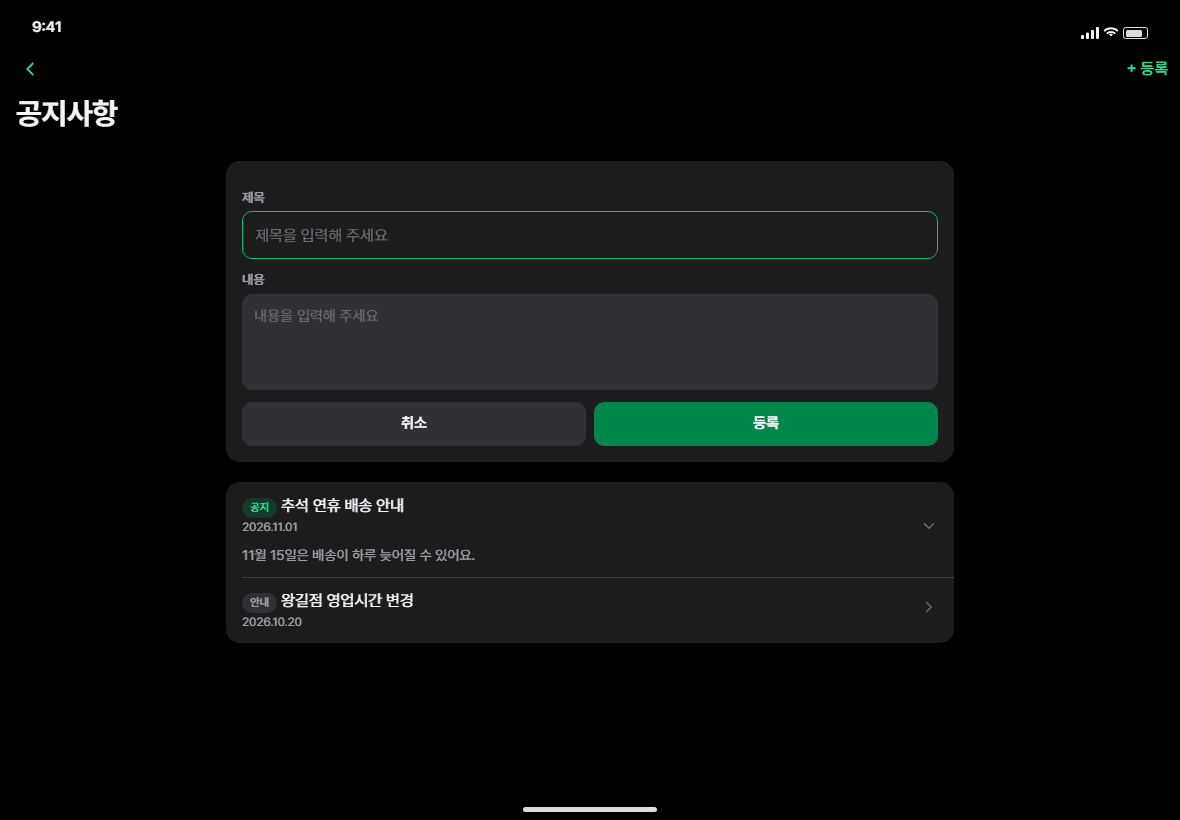 9:41
+ 등록
공지사항
제목
제목을 입력해 주세요
내용
내용을 입력해 주세요
취소
등록
공지 추석 연휴 배송 안내
2026.11.01
11월 15일은 배송이 하루 늦어질 수 있어요.
안내 왕길점 영업시간 변경
2026.10.20